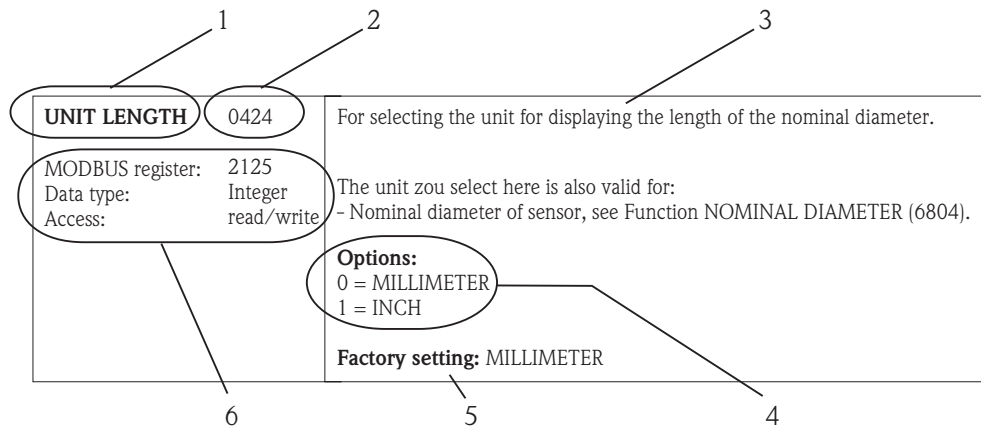 1 2 3
UNIT LENGTH 0424 For selecting the unit for displaying the length of the nominal diameter.
MODBUS register: 2125
Data type: Integer
Access: read/write
The unit zou select here is also valid for:
- Nominal diameter of sensor, see Function NOMINAL DIAMETER (6804).
Options:
0 = MILLIMETER
1 = INCH
Factory setting: MILLIMETER
6 5 4